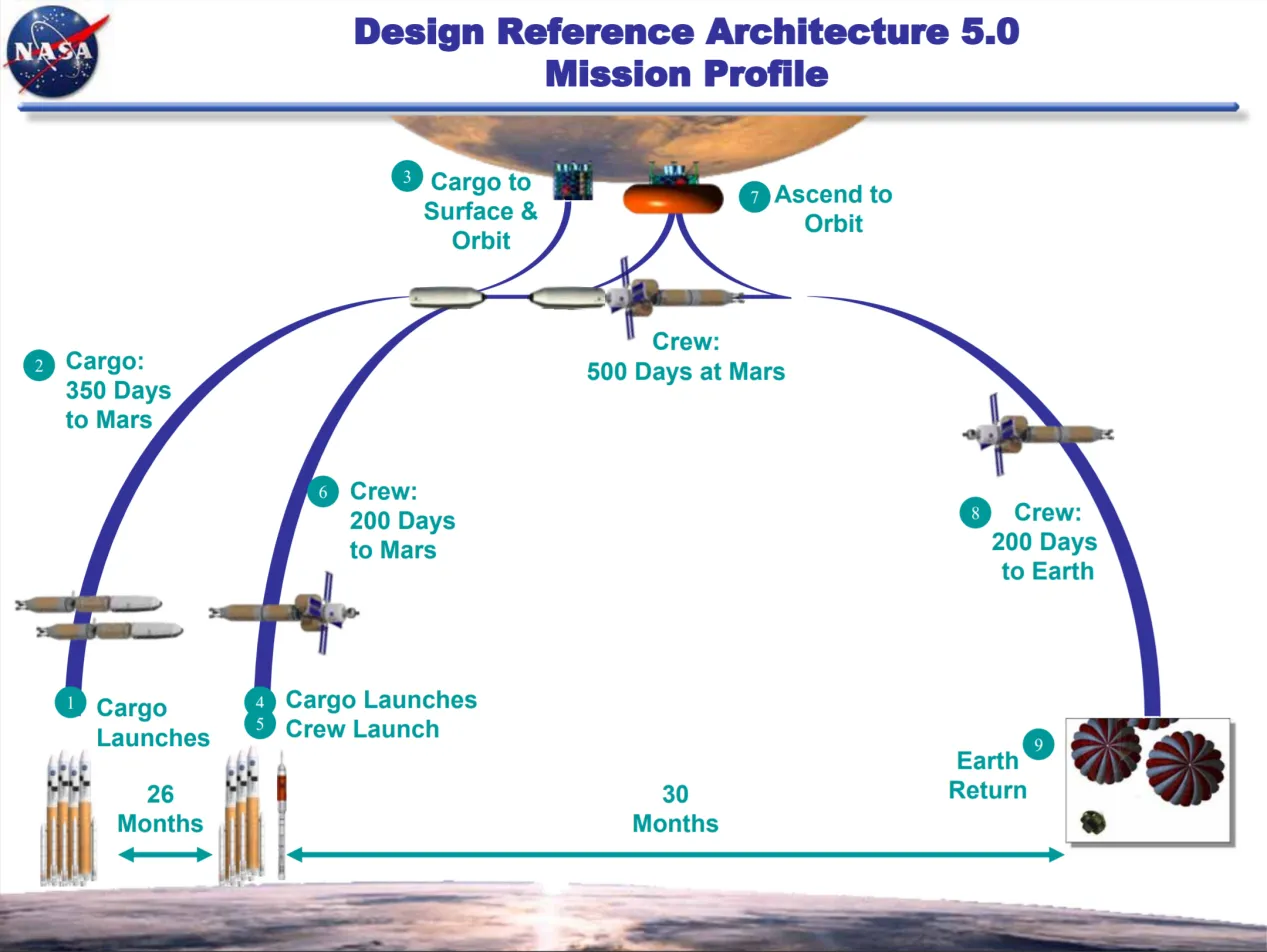 NASA
Design Reference Architecture 5.0
Mission Profile
3
Cargo to
Surface &
Orbit
7
Ascend to
Orbit
Crew:
500 Days at Mars
2
Cargo:
350 Days
to Mars
6
Crew:
200 Days
to Mars
8
Crew:
200 Days
to Earth
1
Cargo
Launches
4
Cargo Launches
5
Crew Launch
9
Earth
Return
26
Months
30
Months